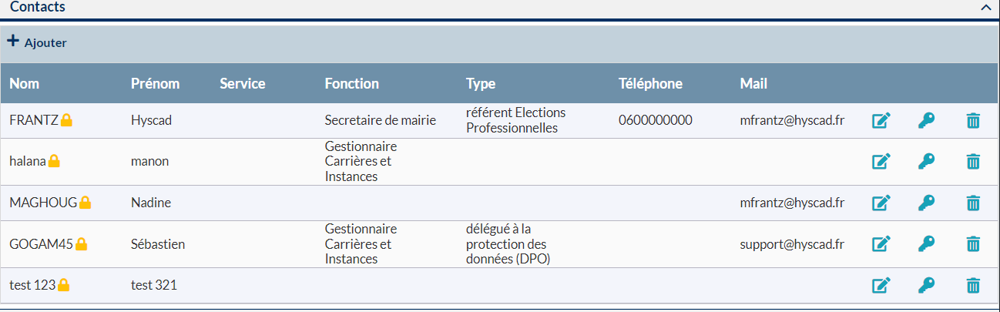 Contacts
Ajouter
Nom Prénom Service Fonction Type Téléphone Mail
FRANTZ Hyscad Secretaire de mairie référent Elections Professionnelles 0600000000 mfrantz@hyscad.fr
halana manon Gestionnaire Carrières et Instances
MAGHOUG Nadine mfrantz@hyscad.fr
GOGAM45 Sébastien Gestionnaire Carrières et Instances délégué à la protection des données (DPO) support@hyscad.fr
test 123 test 321